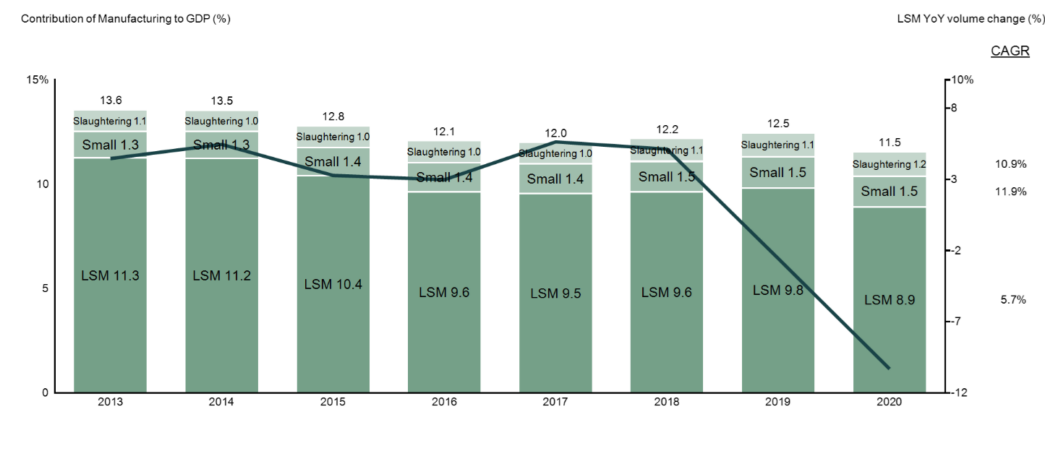 Contribution of Manufacturing to GDP (%) LSM YoY volume change (%)
CAGR
15% 10%
13.6 13.5 12.8 12.1 12.0 12.2 12.5 11.5
8
Slaughtering 1.1 Slaughtering 1.0 Slaughtering 1.0 Slaughtering 1.0 Slaughtering 1.0 Slaughtering 1.1 Slaughtering 1.1 Slaughtering 1.2 10.9%
Small 1.3 Small 1.3 Small 1.4 Small 1.4 Small 1.4 Small 1.5 Small 1.5 Small 1.5 11.9%
10 3
-2
LSM 11.3 LSM 11.2 LSM 10.4 LSM 9.6 LSM 9.5 LSM 9.6 LSM 9.8 LSM 8.9 5.7%
5 -7
0 -12
2013 2014 2015 2016 2017 2018 2019 2020